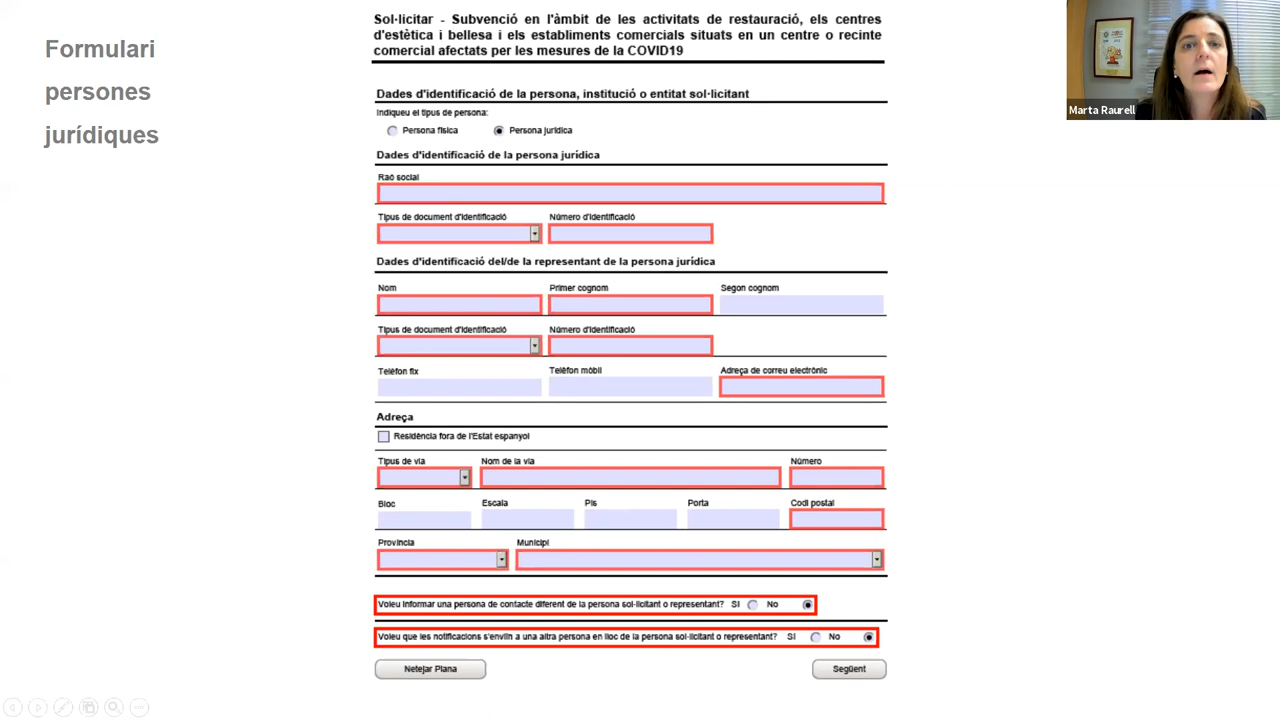 Formulari
persones
jurídiques
Sol·licitar - Subvenció en l'àmbit de les activitats de restauració, els centres
d'estètica i bellesa i els establiments comercials situats en un centre o recinte
comercial afectats per les mesures de la COVID19
Marta Raurell
Dades d'identificació de la persona, institució o entitat sol·licitant
Indiqueu el tipus de persona:
Persona física Persona jurídica
Dades d'identificació de la persona jurídica
Raó social
Tipus de document d'identificació Número d'identificació
Dades d'identificació del/de la representant de la persona jurídica
Nom Primer cognom Segon cognom
Tipus de document d'identificació Número d'identificació
Telèfon fix Telèfon mòbil Adreça de correu electrònic
Adreça
Residència fora de l'Estat espanyol
Tipus de via Nom de la via Número
Bloc Escala Pis Porta Codi postal
Província Municipi
Voleu informar una persona de contacte diferent de la persona sol·licitant o representant? Sí No
Voleu que les notificacions s'enviïn a una altra persona en lloc de la persona sol·licitant o representant? Sí No
Netejar Plana Següent